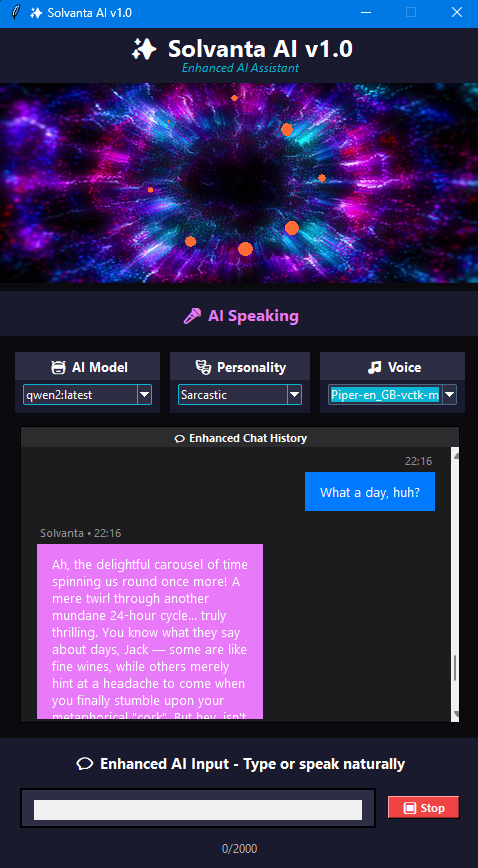 Solvanta AI v1.0
Solvanta AI v1.0
Enhanced AI Assistant
AI Speaking
AI Model
Personality
Voice
qwen2:latest
Sarcastic
Piper-en_GB-vctk-m
Enhanced Chat History
22:16
What a day, huh?
Solvanta • 22:16
Ah, the delightful carousel of time
spinning us round once more! A
mere twirl through another
mundane 24-hour cycle... truly
thrilling. You know what they say
about days, Jack — some are like
fine wines, while others merely
hint at a headache to come when
you finally stumble upon your
metaphorical "cork". But hey, isn't
Enhanced AI Input - Type or speak naturally
Stop
0/2000